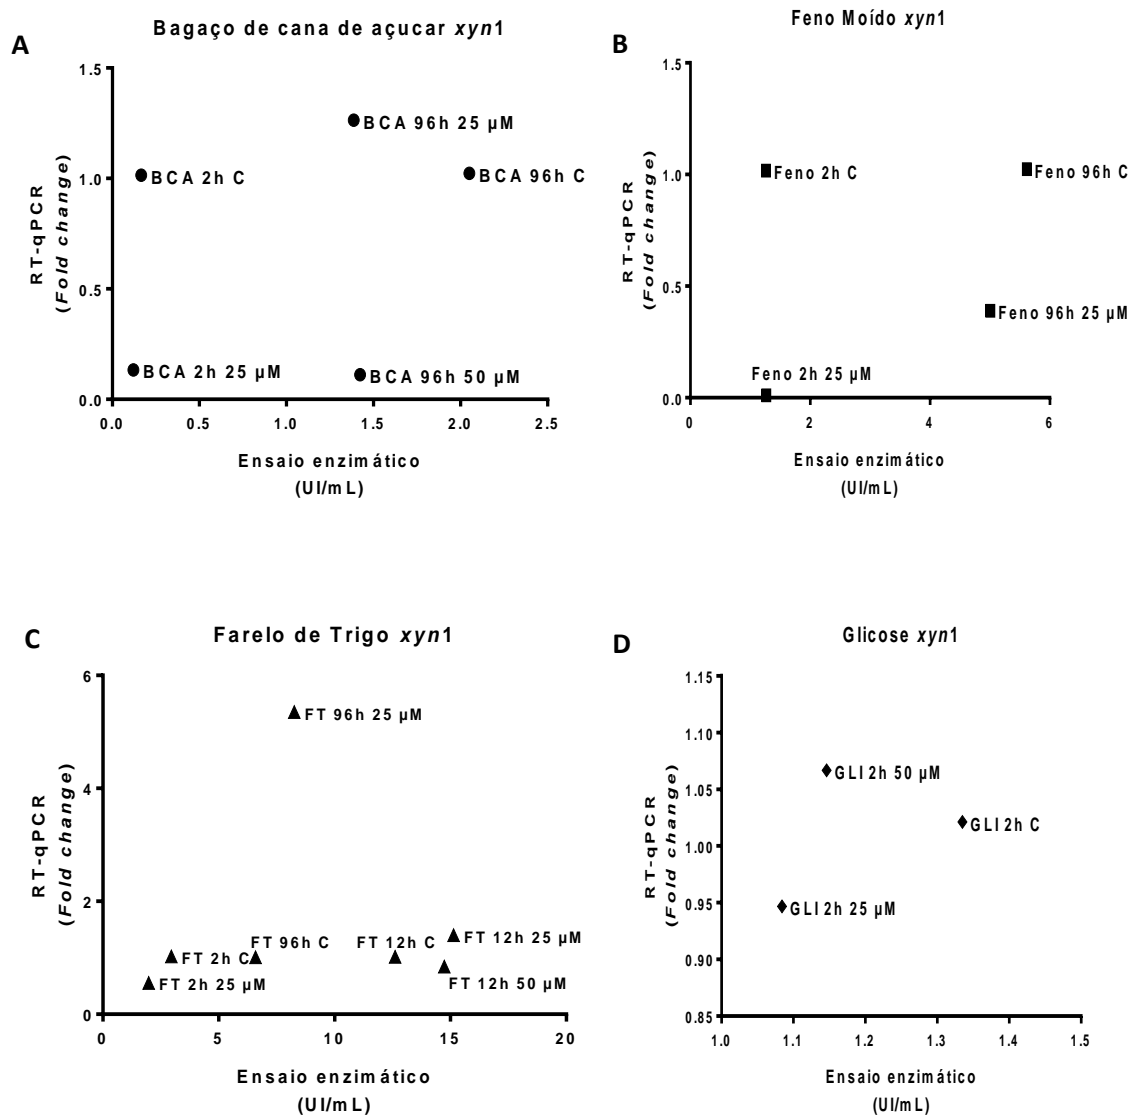 A
Bagaço de cana de açucar xyn1
RT-qPCR
(Fold change)
1.5
1.0
0.5
0.0
BCA 96h 25 µM
BCA 2h C
BCA 96h C
BCA 2h 25 µM
BCA 96h 50 µM
0.0 0.5 1.0 1.5 2.0 2.5
Ensaio enzimático
(UI/mL)
B
Feno Moído xyn1
RT-qPCR
(Fold change)
1.5
1.0
0.5
0.0
Feno 2h C
Feno 96h C
Feno 96h 25 µM
Feno 2h 25 µM
0 2 4 6
Ensaio enzimático
(UI/mL)
C
Farelo de Trigo xyn1
RT-qPCR
(Fold change)
6
4
2
0
FT 96h 25 µM
FT 2h C
FT 96h C
FT 12h C
FT 12h 25 µM
FT 2h 25 µM
FT 12h 50 µM
0 5 10 15 20
Ensaio enzimático
(UI/mL)
D
Glicose xyn1
RT-qPCR
(Fold change)
1.15
1.10
1.05
1.00
0.95
0.90
0.85
GLI 2h 50 µM
GLI 2h C
GLI 2h 25 µM
1.0 1.1 1.2 1.3 1.4 1.5
Ensaio enzimático
(UI/mL)